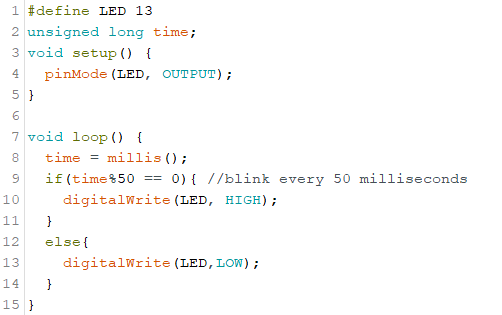 1 #define LED 13
2 unsigned long time;
3 void setup() {
4   pinMode(LED, OUTPUT);
5 }
6
7 void loop() {
8   time = millis();
9   if(time%50 == 0){ //blink every 50 milliseconds
10     digitalWrite(LED, HIGH);
11   }
12   else{
13     digitalWrite(LED,LOW);
14   }
15 }